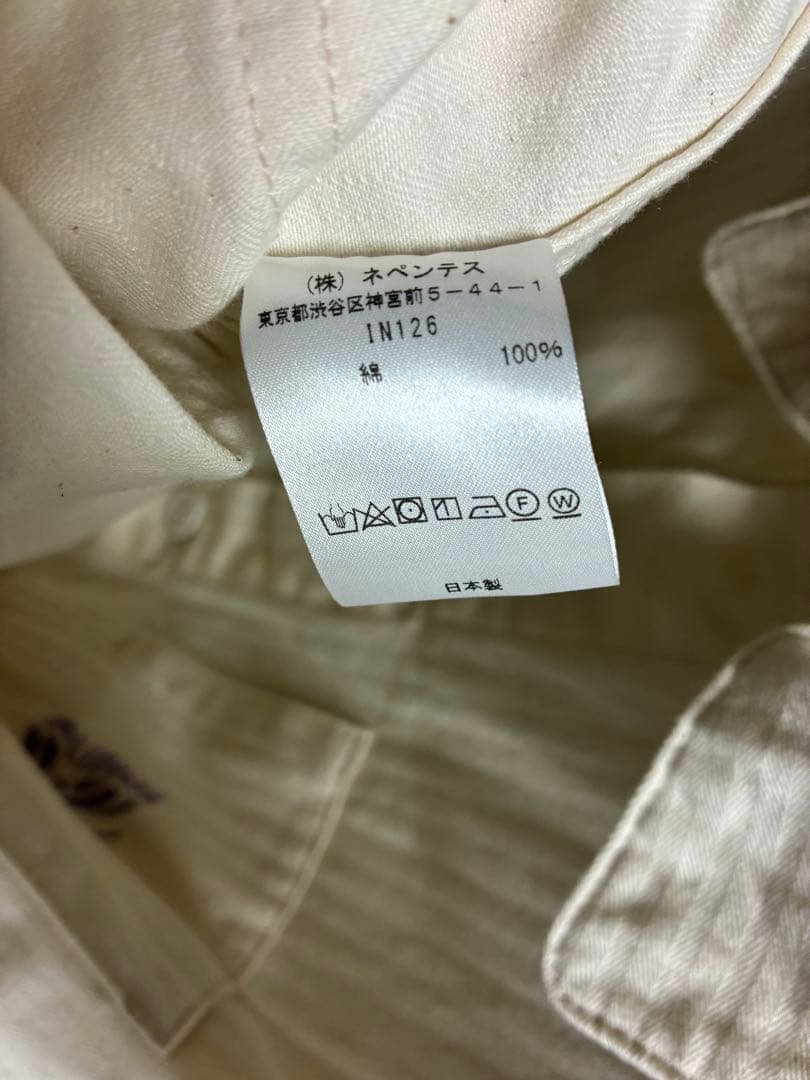 (株) ネペンテス
東京都渋谷区神宮前5-44-1
IN126
綿 100%
F W
日本製